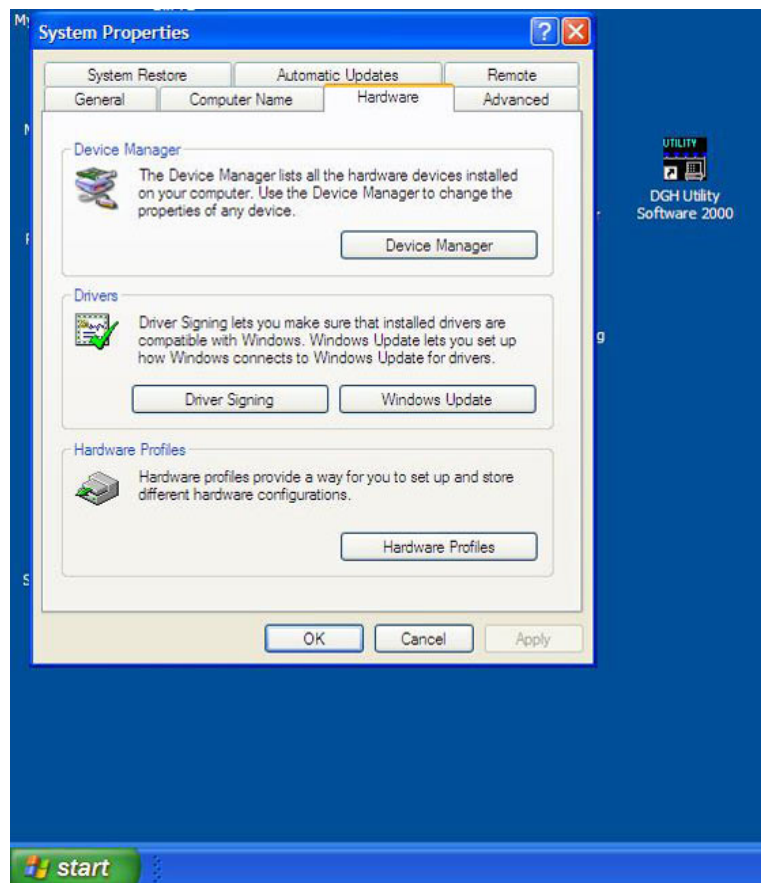 My
System Properties
System Restore
Automatic Updates
Remote
General
Computer Name
Hardware
Advanced
Device Manager
The Device Manager lists all the hardware devices installed
on your computer. Use the Device Manager to change the
properties of any device.
Device Manager
Drivers
Driver Signing lets you make sure that installed drivers are
compatible with Windows. Windows Update lets you set up
how Windows connects to Windows Update for drivers.
Driver Signing
Windows Update
Hardware Profiles
Hardware profiles provide a way for you to set up and store
different hardware configurations.
Hardware Profiles
OK
Cancel
Apply
UTILITY
DGH Utility
Software 2000
g
S
start